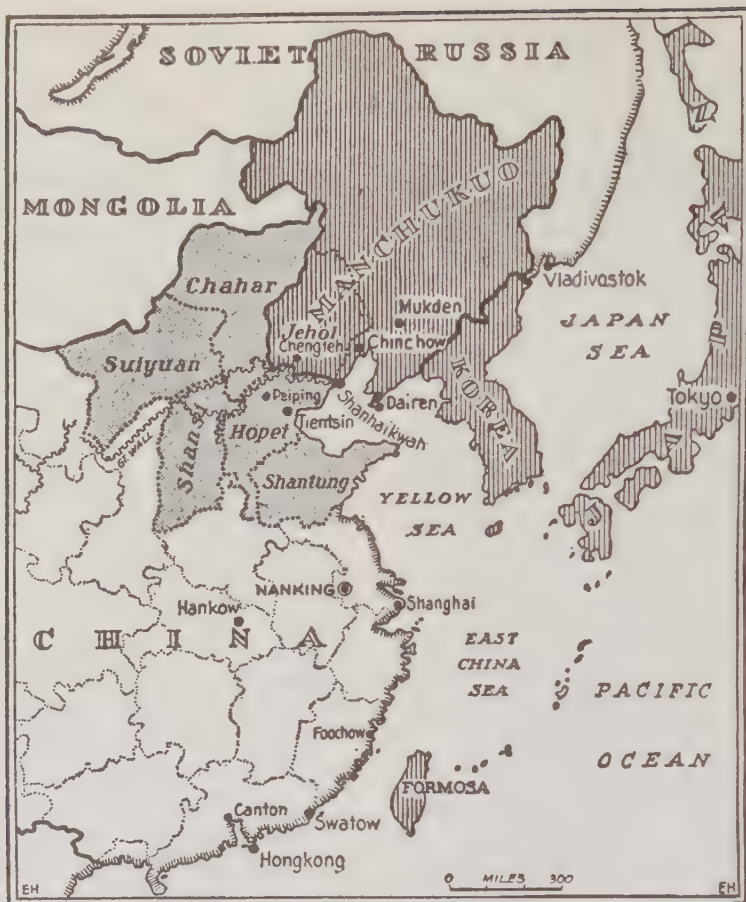 SOVIET RUSSIA
MONGOLIA
MANCHUKUO
Chahar
Jehol
Chengteh
Mukden
Chinchow
Vladivostok
JAPAN
SEA
JAPAN
Suiyuan
KOREA
Peiping
Tientsin
Shanhaikwan
Dairen
Tokyo
GT. WALL
Shansi
Hopei
Shantung
YELLOW
SEA
NANKING
Hankow
Shanghai
CHINA
EAST
CHINA
SEA
PACIFIC
OCEAN
Foochow
FORMOSA
Canton
Swatow
Hongkong
0 MILES 300
EH
EH